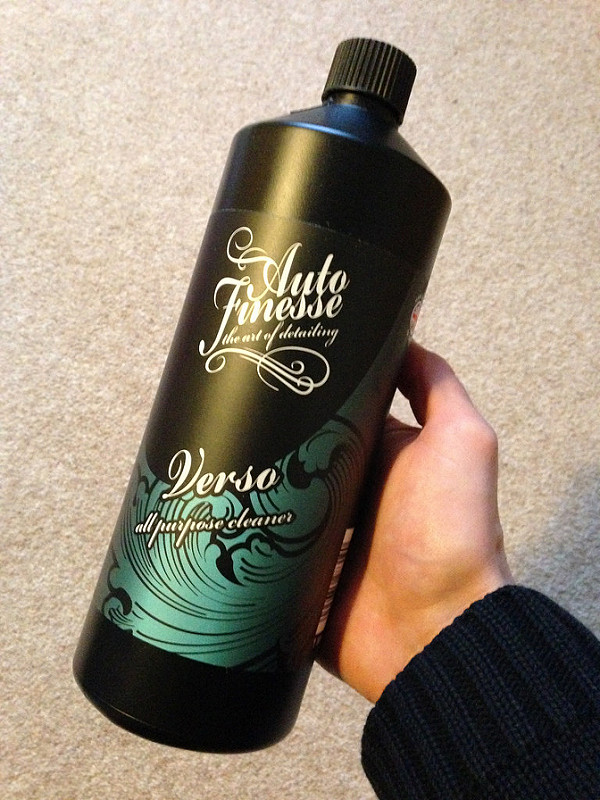 Auto
Finesse
the art of detailing
Verso
all purpose cleaner